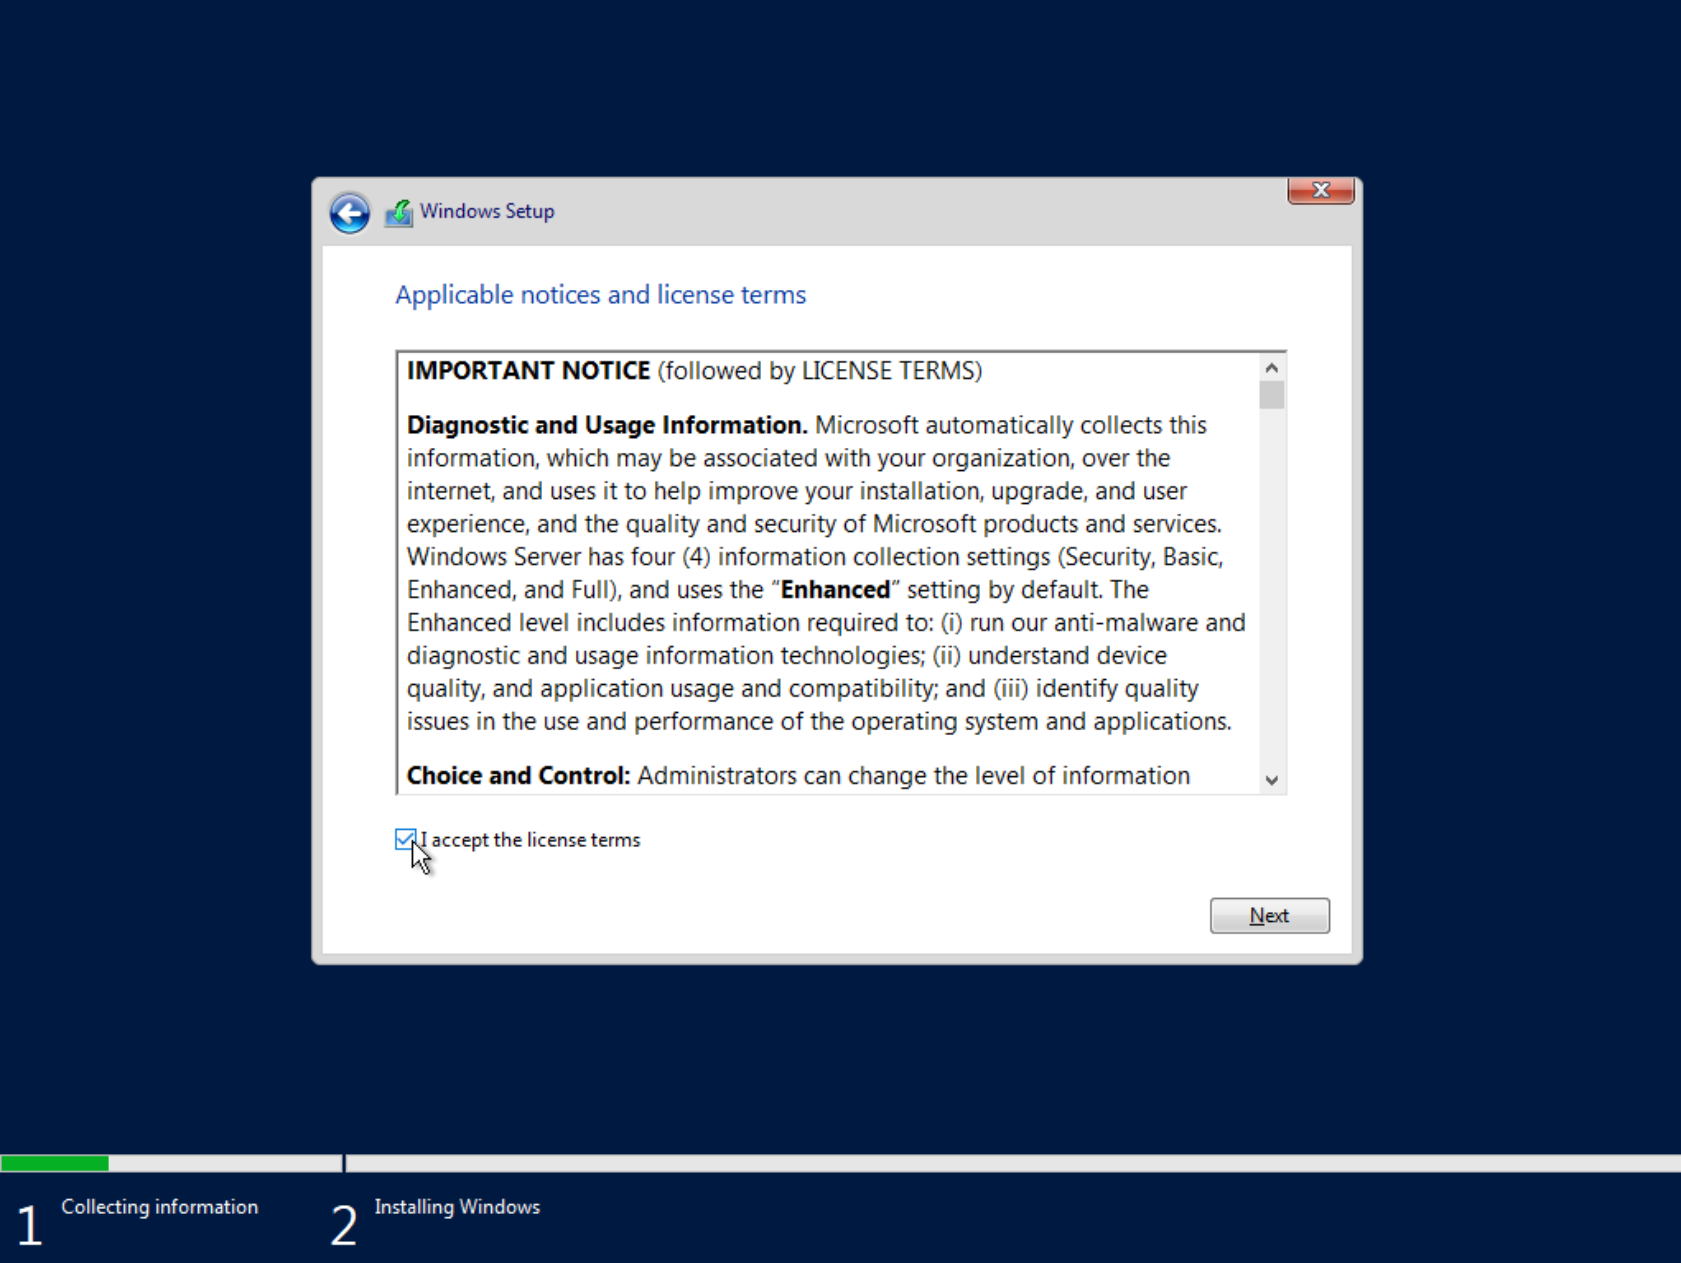 Windows Setup
Applicable notices and license terms
IMPORTANT NOTICE (followed by LICENSE TERMS)
Diagnostic and Usage Information. Microsoft automatically collects this
information, which may be associated with your organization, over the
internet, and uses it to help improve your installation, upgrade, and user
experience, and the quality and security of Microsoft products and services.
Windows Server has four (4) information collection settings (Security, Basic,
Enhanced, and Full), and uses the “Enhanced” setting by default. The
Enhanced level includes information required to: (i) run our anti-malware and
diagnostic and usage information technologies; (ii) understand device
quality, and application usage and compatibility; and (iii) identify quality
issues in the use and performance of the operating system and applications.
Choice and Control: Administrators can change the level of information
I accept the license terms
Next
1 Collecting information
2 Installing Windows